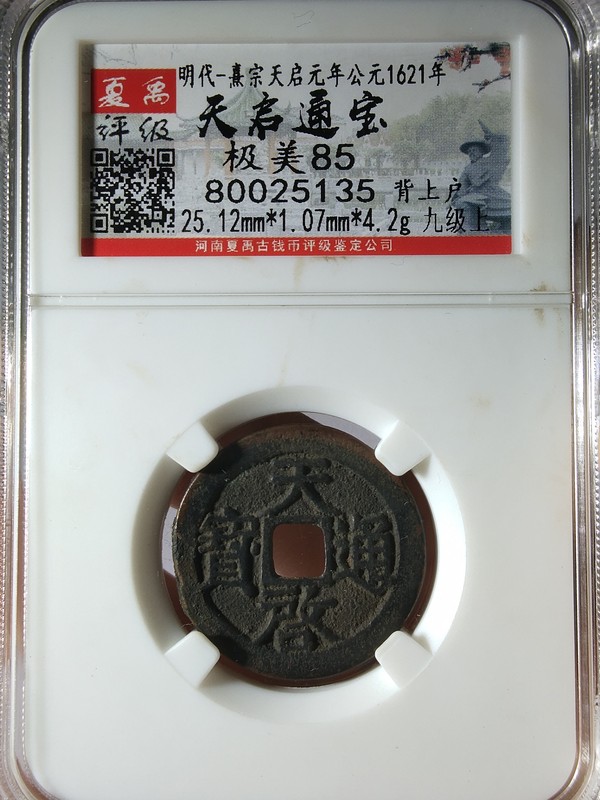 明代-熹宗天启元年公元1621年
夏禹
评级
天启通宝
极美85
80025135 背上户
25.12mm*1.07mm*4.2g 九级上
河南夏禹古钱币评级鉴定公司
天啓通寶